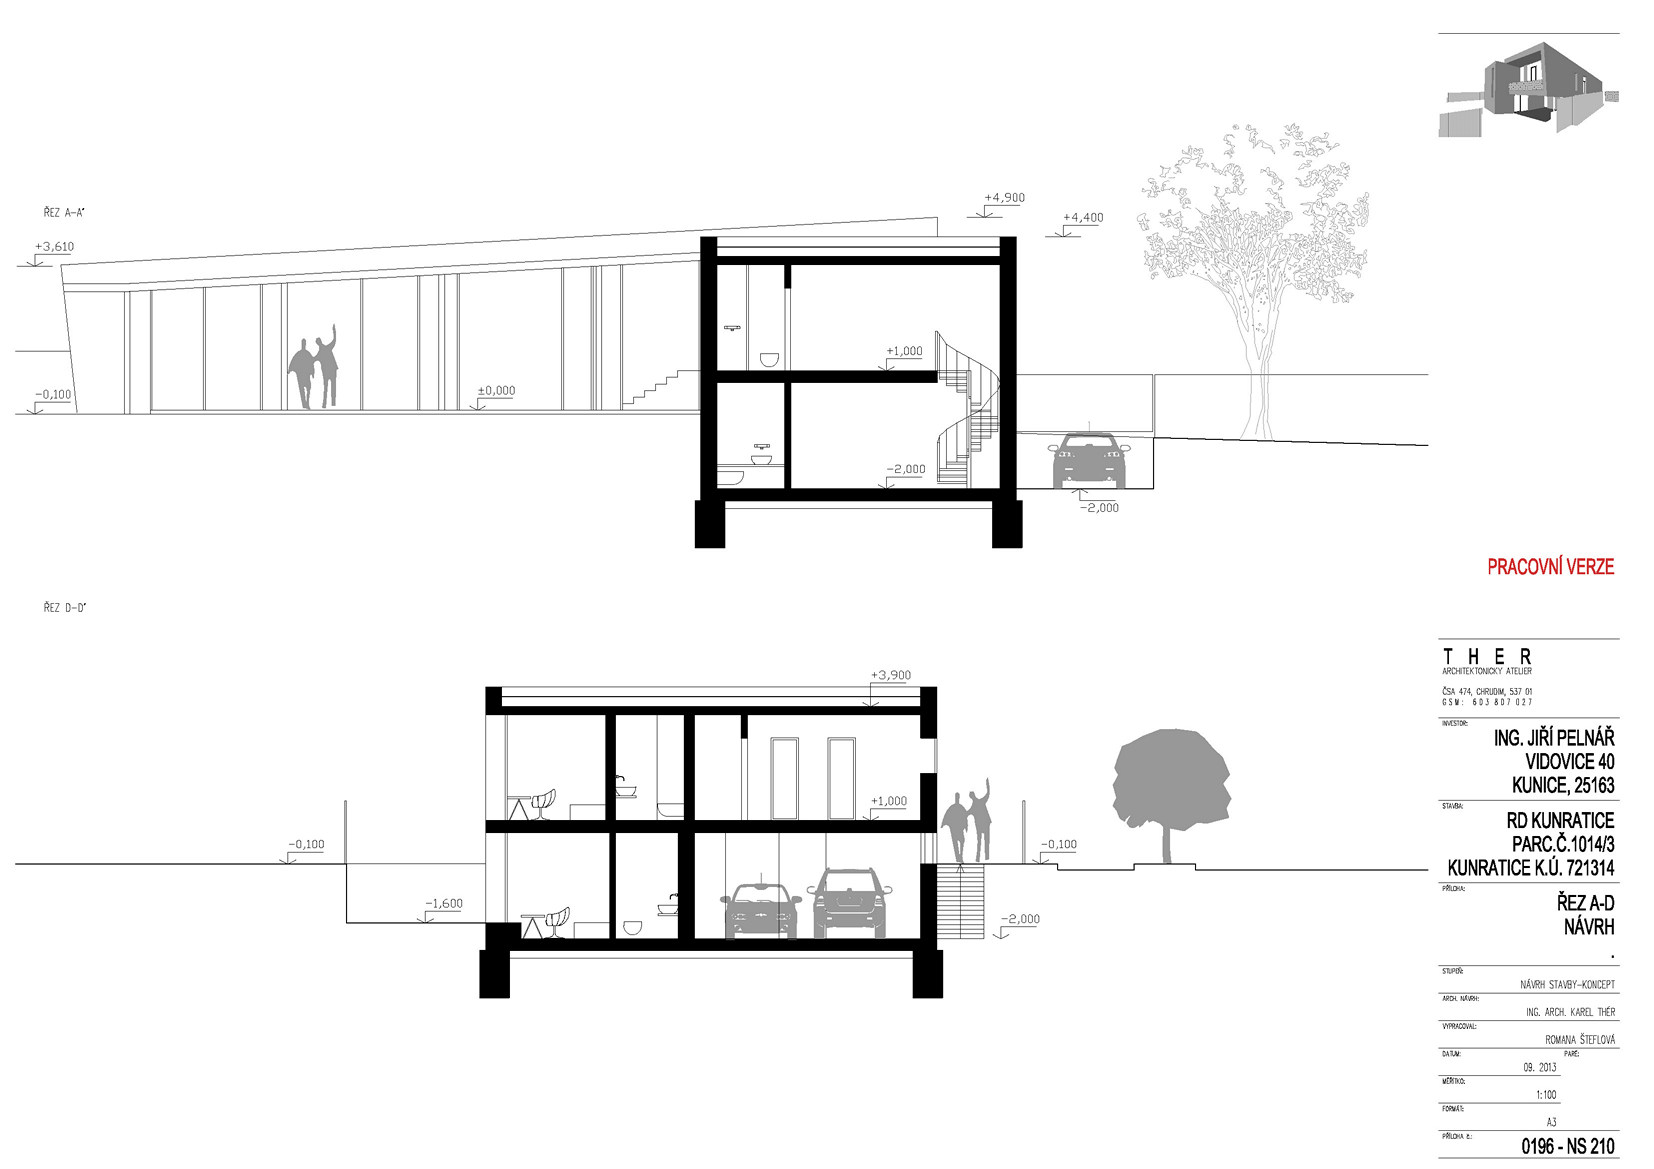 ŘEZ A-A'
+3,610
-0,100
±0,000
+4,900
+4,400
+1,000
-2,000
-2,000
PRACOVNÍ VERZE
ŘEZ D-D'
+3,900
+1,000
-0,100
-1,600
-0,100
-2,000
THER
ARCHITEKTONICKÝ ATELIER
ČSA 474, CHRUDIM, 537 01
GSM: 603 807 027
INVESTOR:
ING. JIŘÍ PELNÁŘ
VIDOVICE 40
KUNICE, 25163
STAVBA:
RD KUNRATICE
PARC.Č.1014/3
KUNRATICE K.Ú. 721314
PŘÍLOHA:
ŘEZ A-D
NÁVRH
.
STUPEŇ:
NÁVRH STAVBY-KONCEPT
ARCH. NÁVRH:
ING. ARCH. KAREL THÉR
VYPRACOVAL:
ROMANA ŠTEFLOVÁ
DATUM: PARÉ:
09. 2013
MĚŘÍTKO:
1:100
FORMÁT:
A3
PŘÍLOHA Č.:
0196 - NS 210